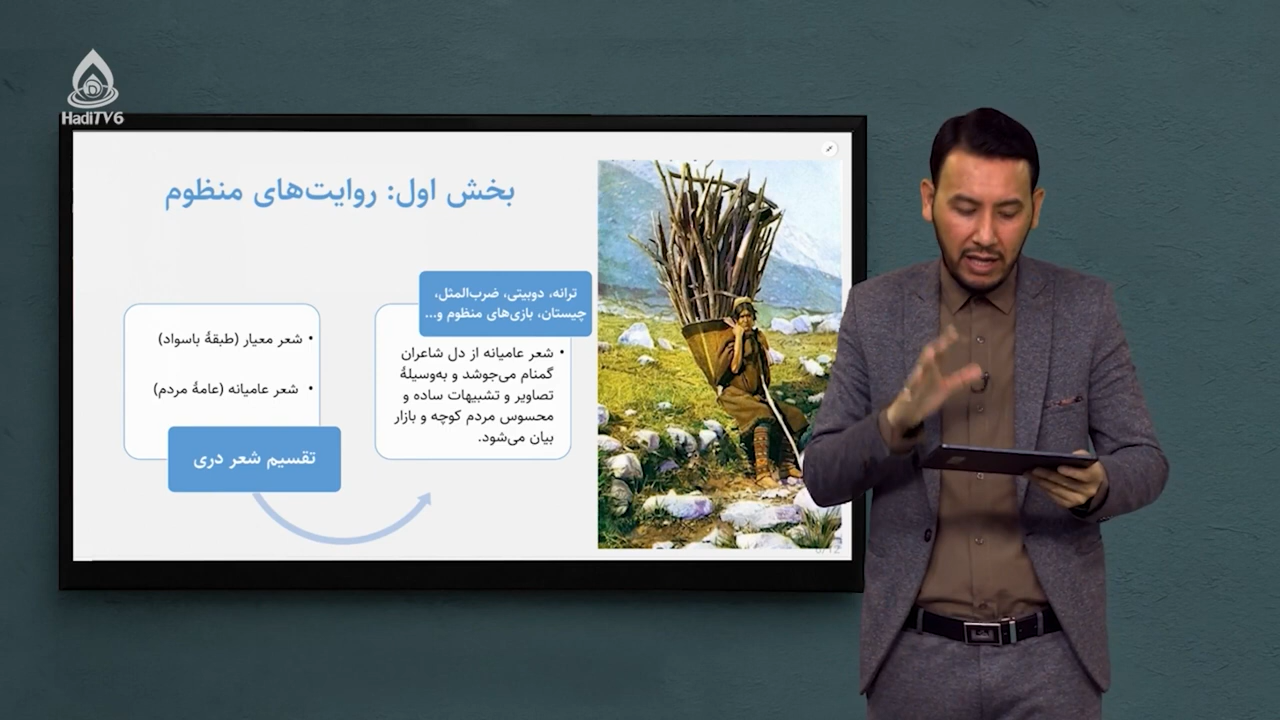 HadiTV6
بخش اول: روایت‌های منظوم
ترانه، دوبیتی، ضرب‌المثل،
چیستان، بازی‌های منظوم و...
• شعر عامیانه از دل شاعران
گمنام می‌جوشد و به‌وسیلهٔ
تصاویر و تشبیهات ساده و
محسوس مردم کوچه و بازار
بیان می‌شود.
• شعر معیار (طبقهٔ باسواد)
• شعر عامیانه (عامهٔ مردم)
تقسیم شعر دری